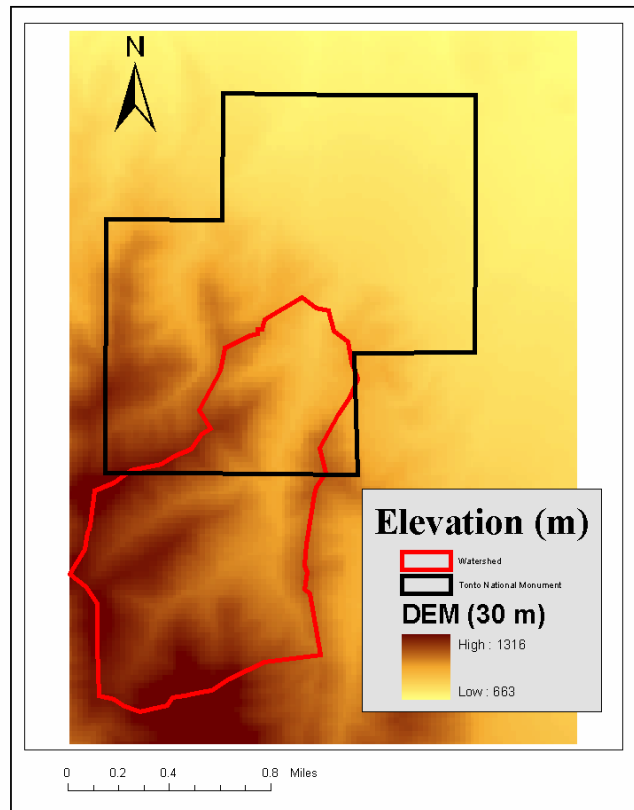 N
Elevation (m)
Watershed
Tonto National Monument
DEM (30 m)
High : 1316
Low : 663
0 0.2 0.4 0.8 Miles